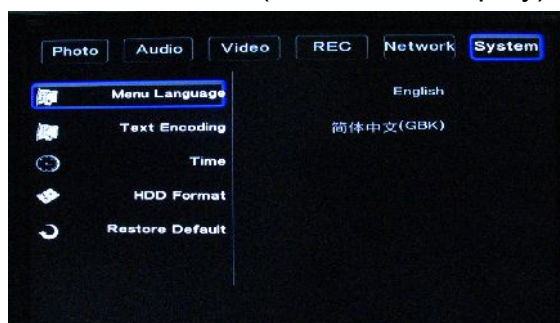 Photo Audio Video REC Network System
Menu Language English
Text Encoding 简体中文(GBK)
Time
HDD Format
Restore Default